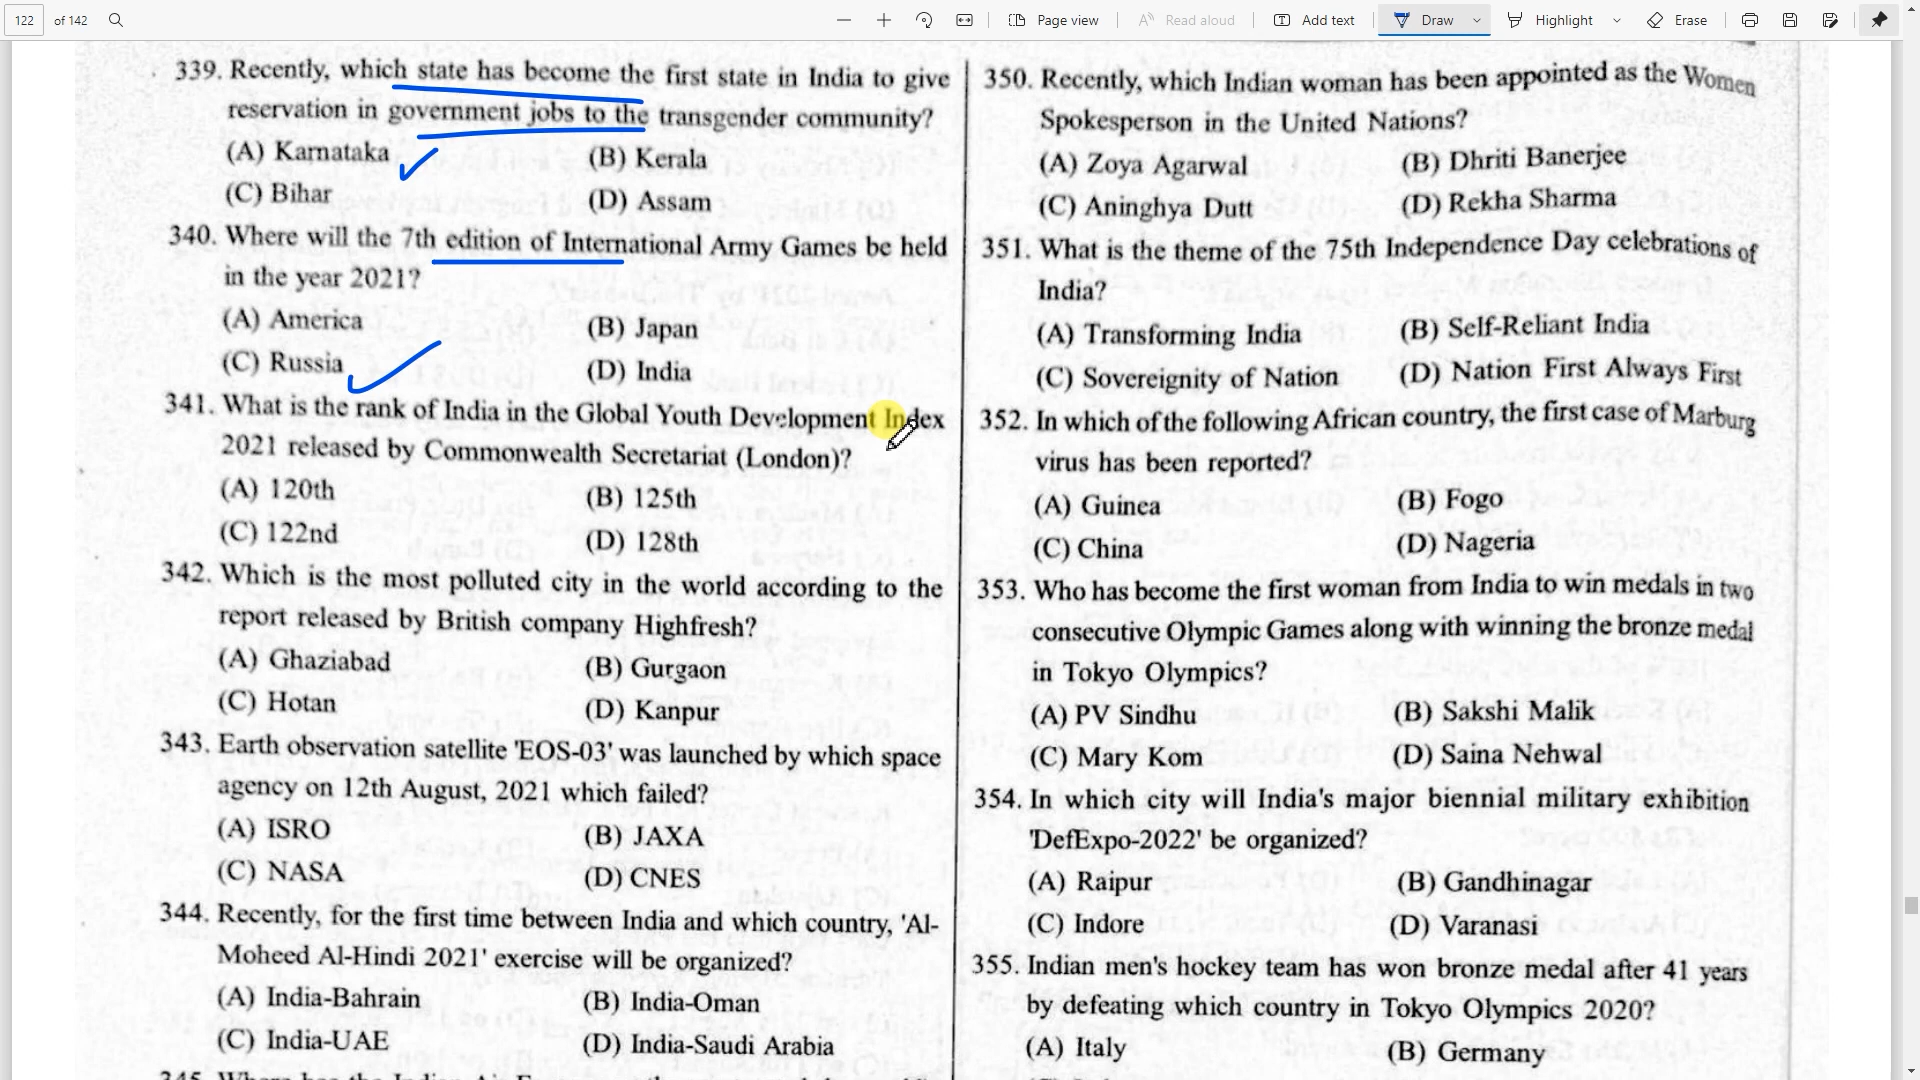 122 of 142 Page view Read aloud Add text Draw Highlight Erase
339. Recently, which state has become the first state in India to give
reservation in government jobs to the transgender community?
(A) Karnataka (B) Kerala
(C) Bihar (D) Assam
340. Where will the 7th edition of International Army Games be held
in the year 2021?
(A) America (B) Japan
(C) Russia (D) India
341. What is the rank of India in the Global Youth Development Index
2021 released by Commonwealth Secretariat (London)?
(A) 120th (B) 125th
(C) 122nd (D) 128th
342. Which is the most polluted city in the world according to the
report released by British company Highfresh?
(A) Ghaziabad (B) Gurgaon
(C) Hotan (D) Kanpur
343. Earth observation satellite 'EOS-03' was launched by which space
agency on 12th August, 2021 which failed?
(A) ISRO (B) JAXA
(C) NASA (D) CNES
344. Recently, for the first time between India and which country, 'Al-
Moheed Al-Hindi 2021' exercise will be organized?
(A) India-Bahrain (B) India-Oman
(C) India-UAE (D) India-Saudi Arabia
350. Recently, which Indian woman has been appointed as the Women
Spokesperson in the United Nations?
(A) Zoya Agarwal (B) Dhriti Banerjee
(C) Aninghya Dutt (D) Rekha Sharma
351. What is the theme of the 75th Independence Day celebrations of
India?
(A) Transforming India (B) Self-Reliant India
(C) Sovereignity of Nation (D) Nation First Always First
352. In which of the following African country, the first case of Marburg
virus has been reported?
(A) Guinea (B) Fogo
(C) China (D) Nageria
353. Who has become the first woman from India to win medals in two
consecutive Olympic Games along with winning the bronze medal
in Tokyo Olympics?
(A) PV Sindhu (B) Sakshi Malik
(C) Mary Kom (D) Saina Nehwal
354. In which city will India's major biennial military exhibition
'DefExpo-2022' be organized?
(A) Raipur (B) Gandhinagar
(C) Indore (D) Varanasi
355. Indian men's hockey team has won bronze medal after 41 years
by defeating which country in Tokyo Olympics 2020?
(A) Italy (B) Germany